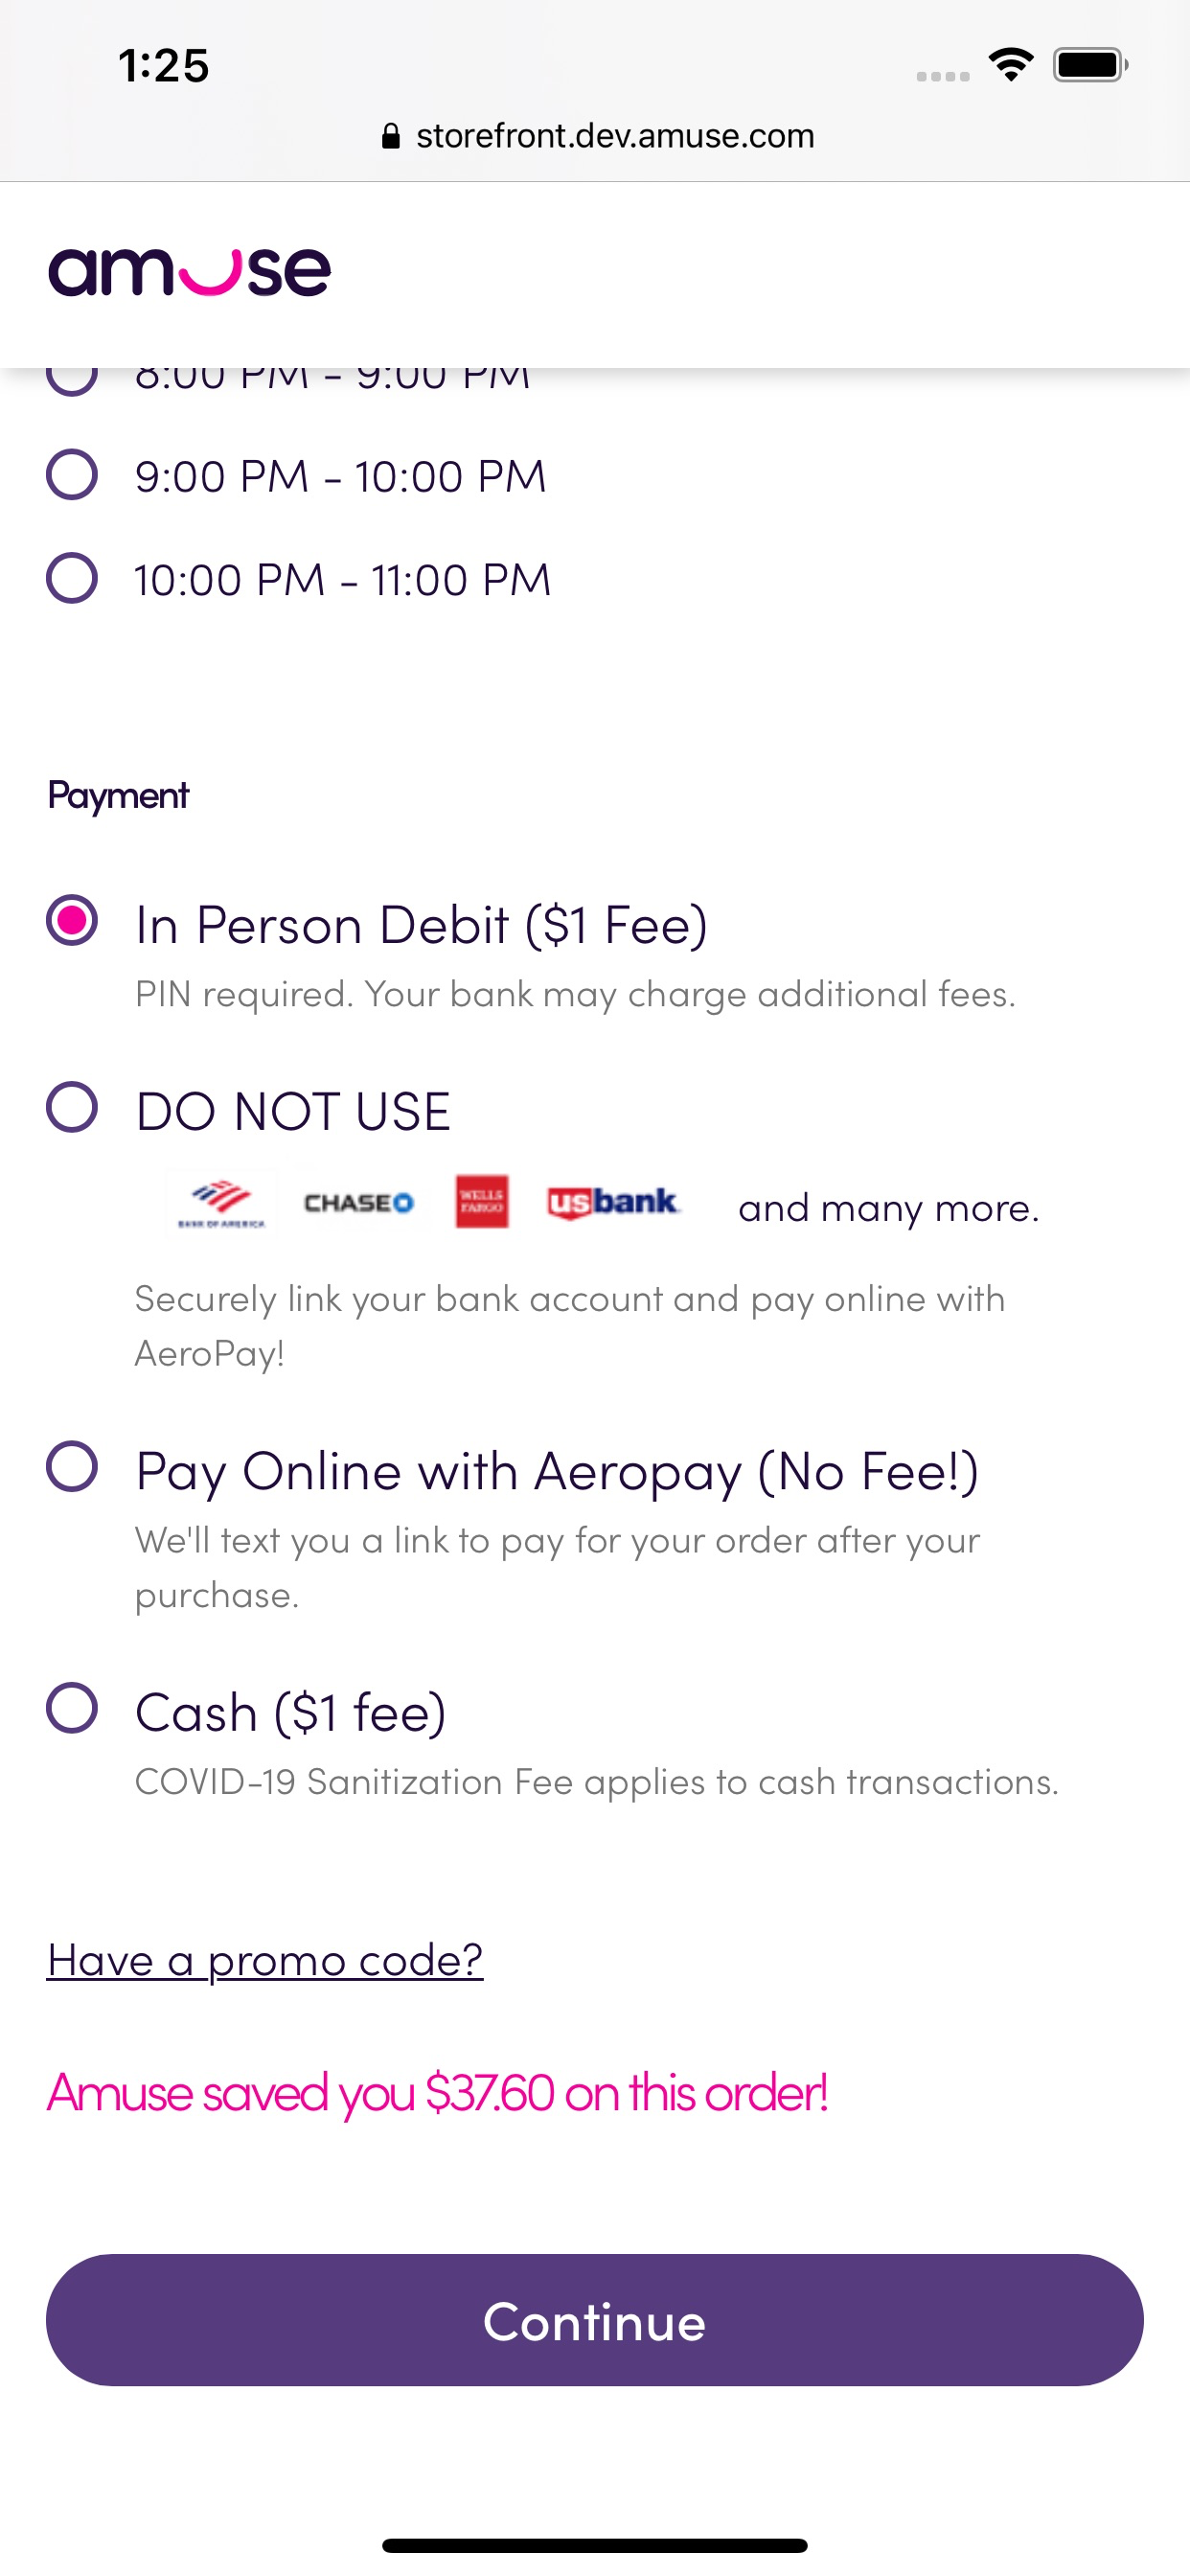 1:25
storefront.dev.amuse.com
amuse
8:00 PM - 9:00 PM
9:00 PM - 10:00 PM
10:00 PM - 11:00 PM
Payment
In Person Debit ($1 Fee)
PIN required. Your bank may charge additional fees.
DO NOT USE
BANK OF AMERICA CHASE WELLS FARGO usbank and many more.
Securely link your bank account and pay online with
AeroPay!
Pay Online with Aeropay (No Fee!)
We'll text you a link to pay for your order after your
purchase.
Cash ($1 fee)
COVID-19 Sanitization Fee applies to cash transactions.
Have a promo code?
Amuse saved you $37.60 on this order!
Continue